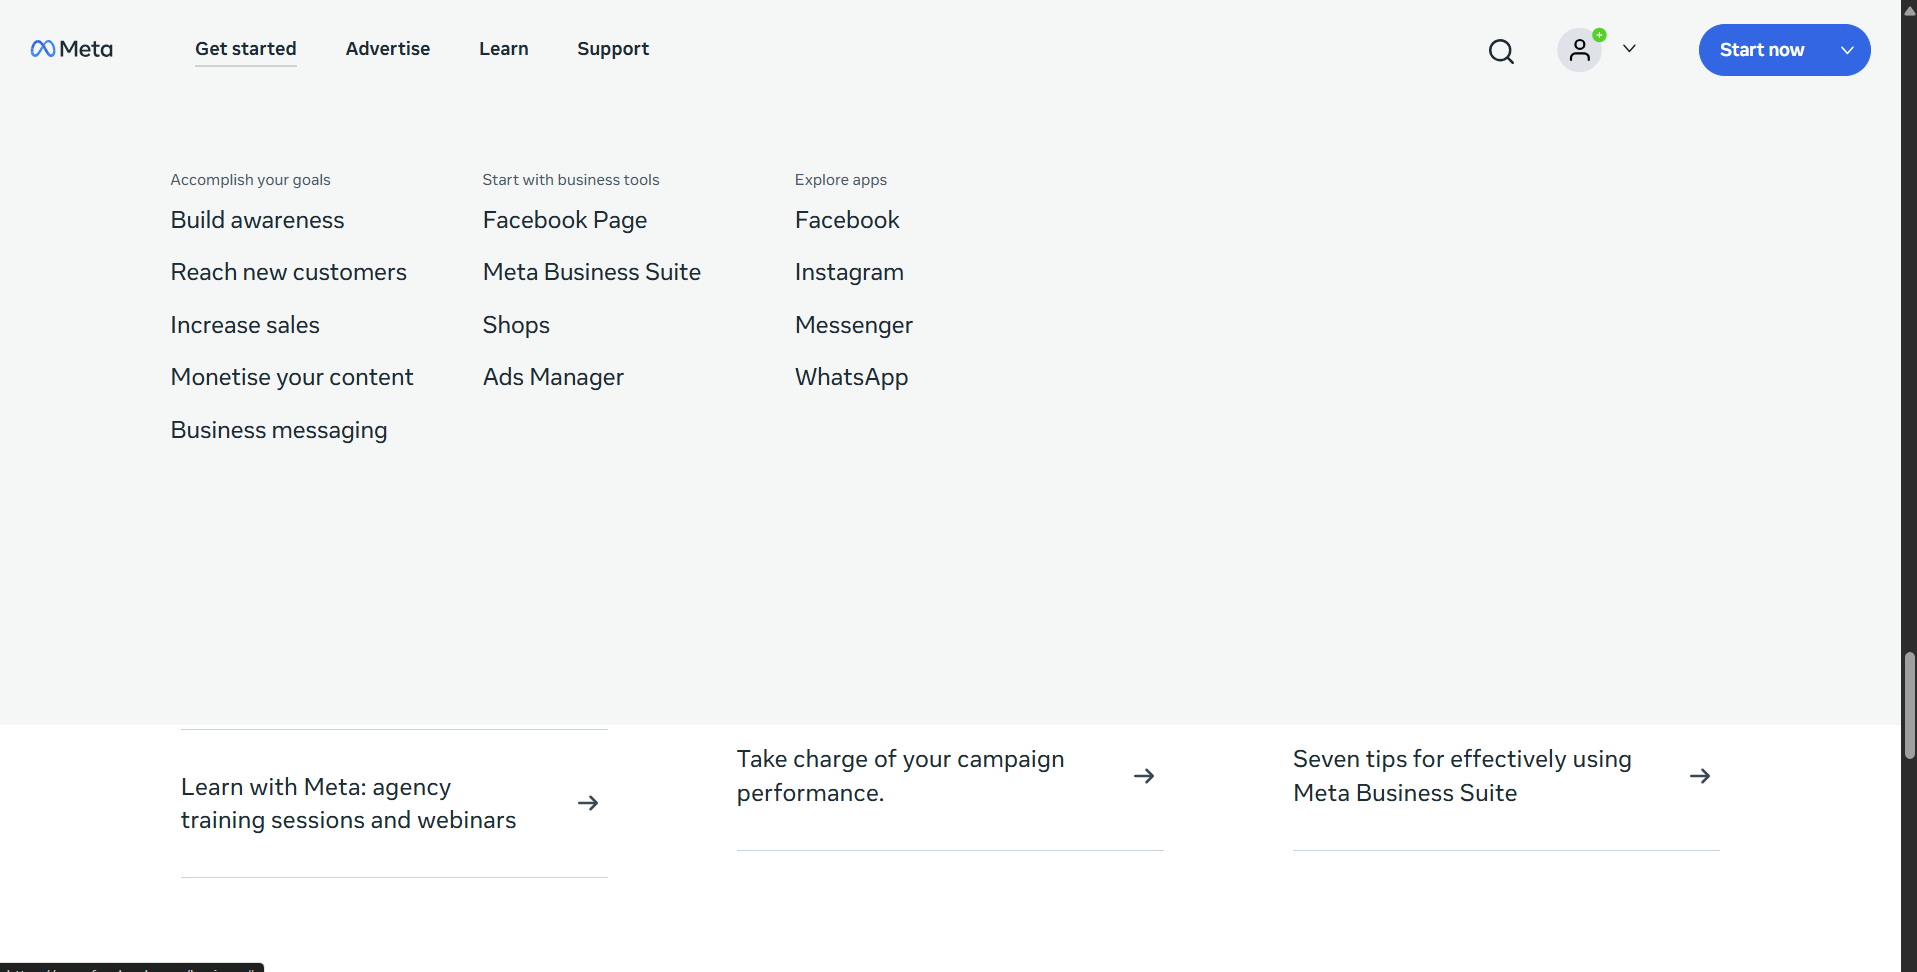 Meta
Get started
Advertise
Learn
Support
Start now
Accomplish your goals
Build awareness
Reach new customers
Increase sales
Monetise your content
Business messaging
Start with business tools
Facebook Page
Meta Business Suite
Shops
Ads Manager
Explore apps
Facebook
Instagram
Messenger
WhatsApp
Learn with Meta: agency
training sessions and webinars
Take charge of your campaign
performance.
Seven tips for effectively using
Meta Business Suite